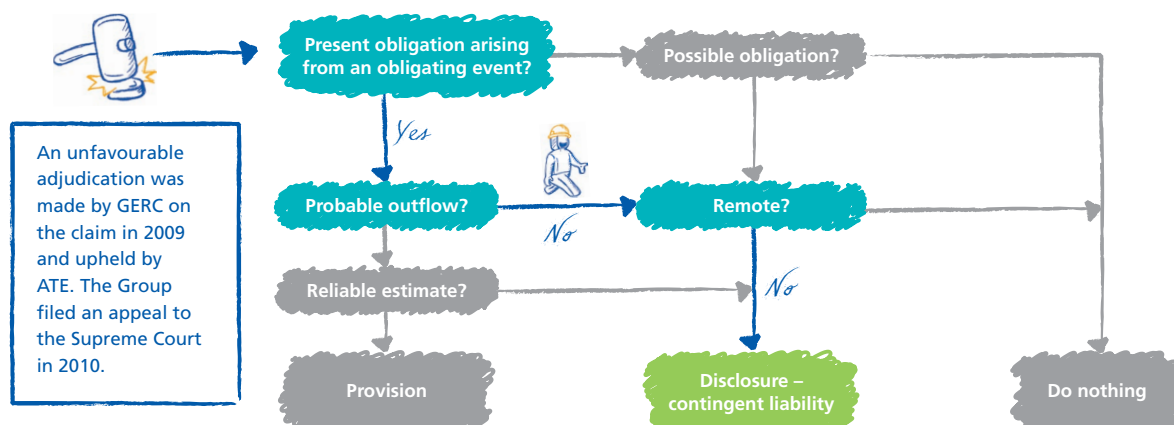 Present obligation arising
from an obligating event?
Possible obligation?
Yes
An unfavourable
adjudication was
made by GERC on
the claim in 2009
and upheld by
ATE. The Group
filed an appeal to
the Supreme Court
in 2010.
Probable outflow?
No
Remote?
Reliable estimate?
No
Provision
Disclosure –
contingent liability
Do nothing